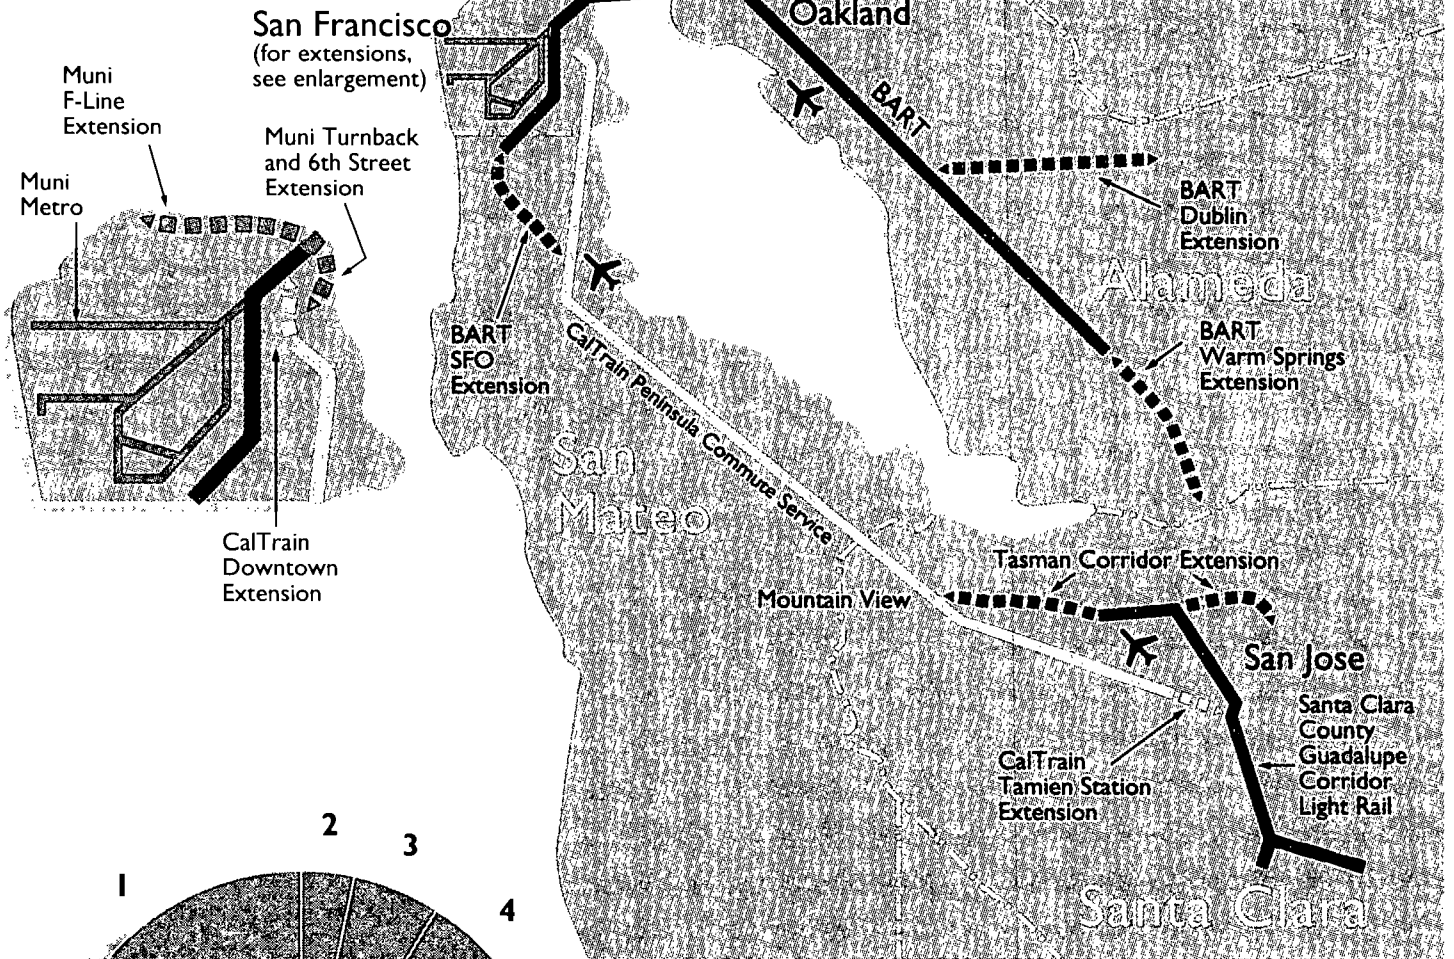 San Francisco
(for extensions,
see enlargement)
Oakland
Muni
F-Line
Extension
Muni Turnback
and 6th Street
Extension
Muni
Metro
BART
BART
Dublin
Extension
Alameda
BART
Warm Springs
Extension
BART
SFO
Extension
CalTrain Peninsula Commute Service
San
Mateo
CalTrain
Downtown
Extension
Tasman Corridor Extension
Mountain View
San Jose
Santa Clara
County
Guadalupe
Corridor
Light Rail
CalTrain
Tamien Station
Extension
Santa Clara
1
2
3
4